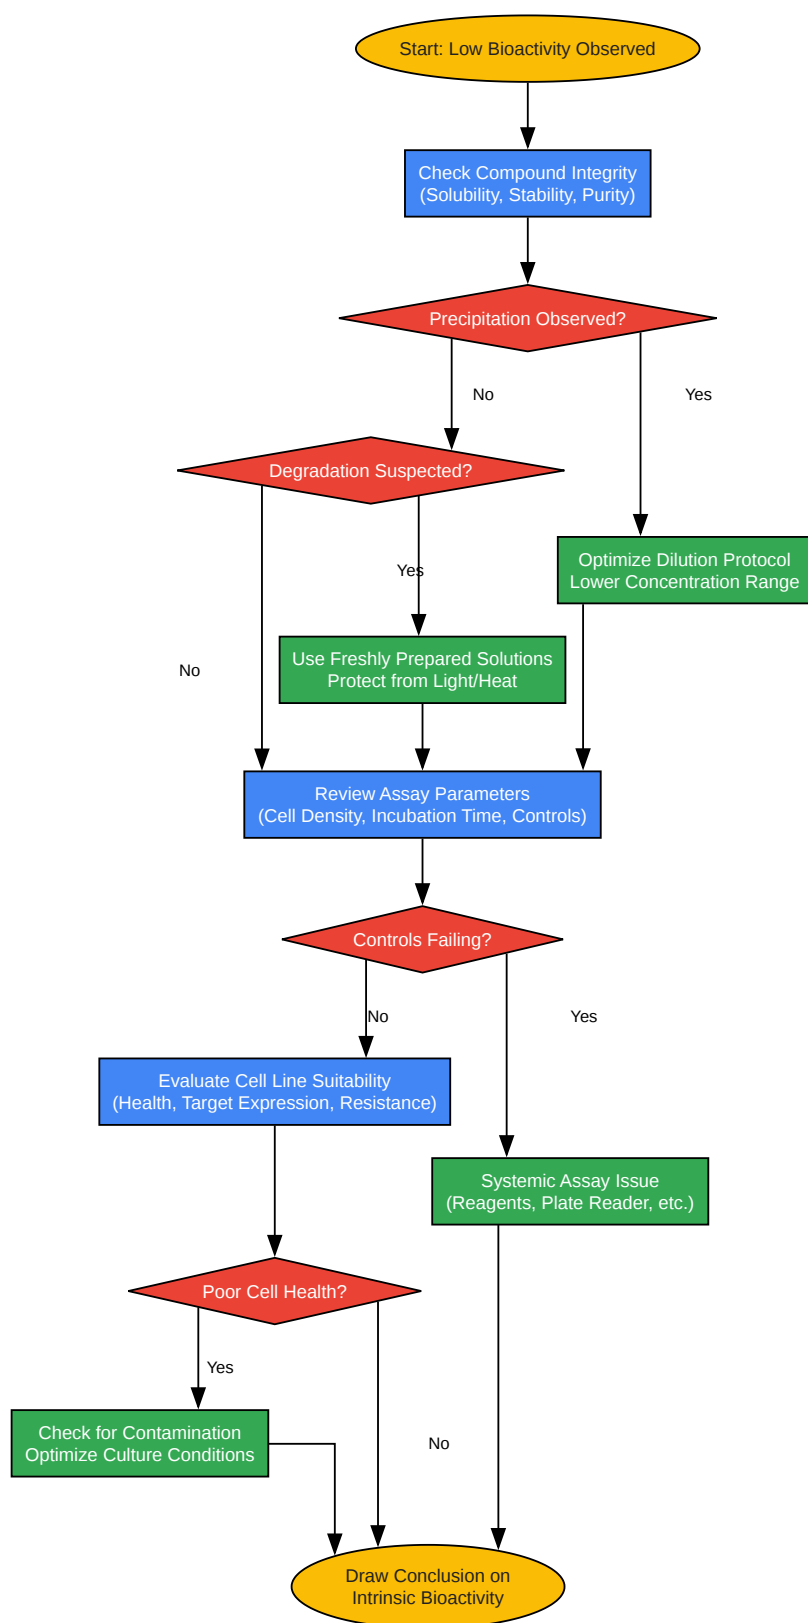 Start: Low Bioactivity Observed
Check Compound Integrity
(Solubility, Stability, Purity)
Precipitation Observed?
No
Yes
Degradation Suspected?
Optimize Dilution Protocol
Lower Concentration Range
Yes
Use Freshly Prepared Solutions
Protect from Light/Heat
No
Review Assay Parameters
(Cell Density, Incubation Time, Controls)
Controls Failing?
No
Yes
Evaluate Cell Line Suitability
(Health, Target Expression, Resistance)
Systemic Assay Issue
(Reagents, Plate Reader, etc.)
Poor Cell Health?
Yes
Check for Contamination
Optimize Culture Conditions
No
Draw Conclusion on
Intrinsic Bioactivity